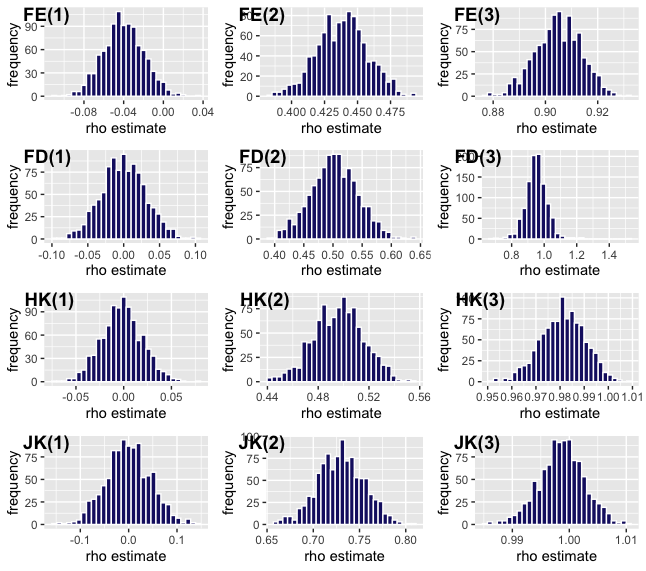 FE(1)
frequency
90
60
30
0
-0.08 -0.04 0.00 0.04
rho estimate
FE(2)
frequency
80
60
40
20
0
0.400 0.425 0.450 0.475
rho estimate
FE(3)
frequency
75
50
25
0
0.88 0.90 0.92
rho estimate
FD(1)
frequency
75
50
25
0
-0.10 -0.05 0.00 0.05 0.10
rho estimate
FD(2)
frequency
75
50
25
0
0.40 0.45 0.50 0.55 0.60 0.65
rho estimate
FD(3)
frequency
200
150
100
50
0
0.8 1.0 1.2 1.4
rho estimate
HK(1)
frequency
90
60
30
0
-0.05 0.00 0.05
rho estimate
HK(2)
frequency
75
50
25
0
0.44 0.48 0.52 0.56
rho estimate
HK(3)
frequency
75
50
25
0
0.95 0.96 0.97 0.98 0.99 1.00 1.01
rho estimate
JK(1)
frequency
75
50
25
0
-0.1 0.0 0.1
rho estimate
JK(2)
frequency
100
75
50
25
0
0.65 0.70 0.75 0.80
rho estimate
JK(3)
frequency
75
50
25
0
0.99 1.00 1.01
rho estimate